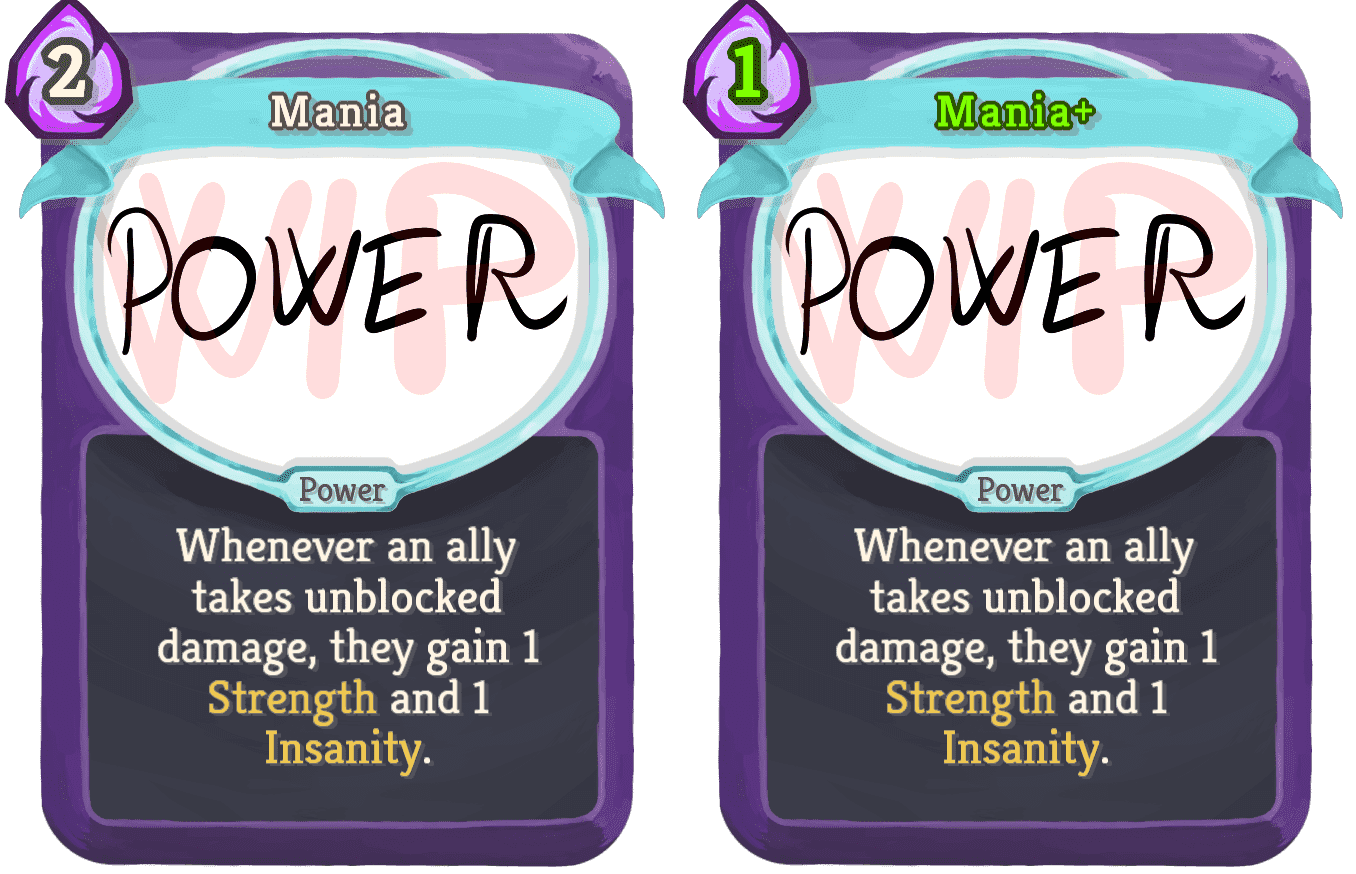 2
Mania
WIP
POWER
Power
Whenever an ally
takes unblocked
damage, they gain 1
Strength and 1
Insanity.
1
Mania+
WIP
POWER
Power
Whenever an ally
takes unblocked
damage, they gain 1
Strength and 1
Insanity.